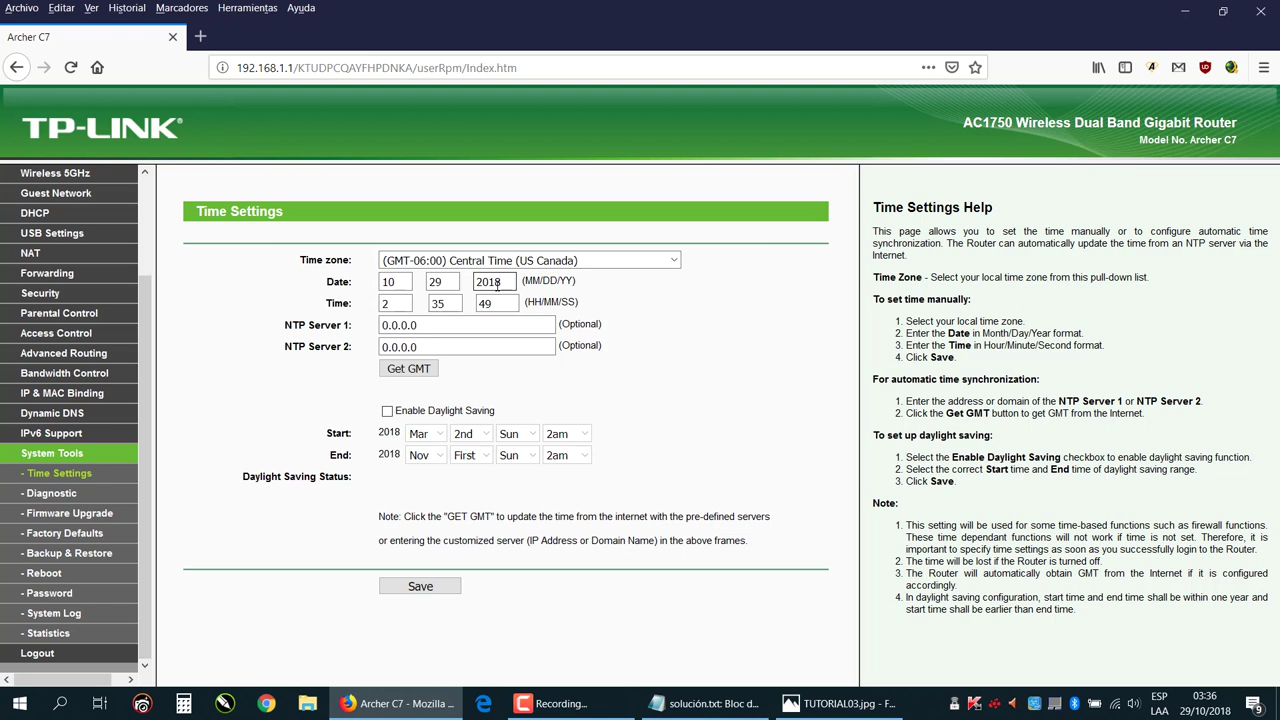 Archivo Editar Ver Historial Marcadores Herramientas Ayuda
Archer C7
192.168.1.1/KTUDPCQAYFHPDNKA/userRpm/Index.htm
TP-LINK
AC1750 Wireless Dual Band Gigabit Router
Model No. Archer C7
Wireless 5GHz
Guest Network
DHCP
USB Settings
NAT
Forwarding
Security
Parental Control
Access Control
Advanced Routing
Bandwidth Control
IP & MAC Binding
Dynamic DNS
IPv6 Support
System Tools
- Time Settings
- Diagnostic
- Firmware Upgrade
- Factory Defaults
- Backup & Restore
- Reboot
- Password
- System Log
- Statistics
Logout
Time Settings
Time zone: (GMT-06:00) Central Time (US Canada)
Date: 10 29 2018 (MM/DD/YY)
Time: 2 35 49 (HH/MM/SS)
NTP Server 1: 0.0.0.0 (Optional)
NTP Server 2: 0.0.0.0 (Optional)
Get GMT
Enable Daylight Saving
Start: 2018 Mar 2nd Sun 2am
End: 2018 Nov First Sun 2am
Daylight Saving Status:
Note: Click the "GET GMT" to update the time from the internet with the pre-defined servers
or entering the customized server (IP Address or Domain Name) in the above frames.
Save
Time Settings Help
This page allows you to set the time manually or to configure automatic time
synchronization. The Router can automatically update the time from an NTP server via the
Internet.
Time Zone - Select your local time zone from this pull-down list.
To set time manually:
1. Select your local time zone.
2. Enter the Date in Month/Day/Year format.
3. Enter the Time in Hour/Minute/Second format.
4. Click Save.
For automatic time synchronization:
1. Enter the address or domain of the NTP Server 1 or NTP Server 2.
2. Click the Get GMT button to get GMT from the Internet.
To set up daylight saving:
1. Select the Enable Daylight Saving checkbox to enable daylight saving function.
2. Select the correct Start time and End time of daylight saving range.
3. Click Save.
Note:
1. This setting will be used for some time-based functions such as firewall functions.
These time dependant functions will not work if time is not set. Therefore, it is
important to specify time settings as soon as you successfully login to the Router.
2. The time will be lost if the Router is turned off.
3. The Router will automatically obtain GMT from the Internet if it is configured
accordingly.
4. In daylight saving configuration, start time and end time shall be within one year and
start time shall be earlier than end time.
Archer C7 - Mozilla ...
Recording...
solución.txt: Bloc d...
TUTORIAL03.jpg - F...
ESP
LAA
03:36
29/10/2018